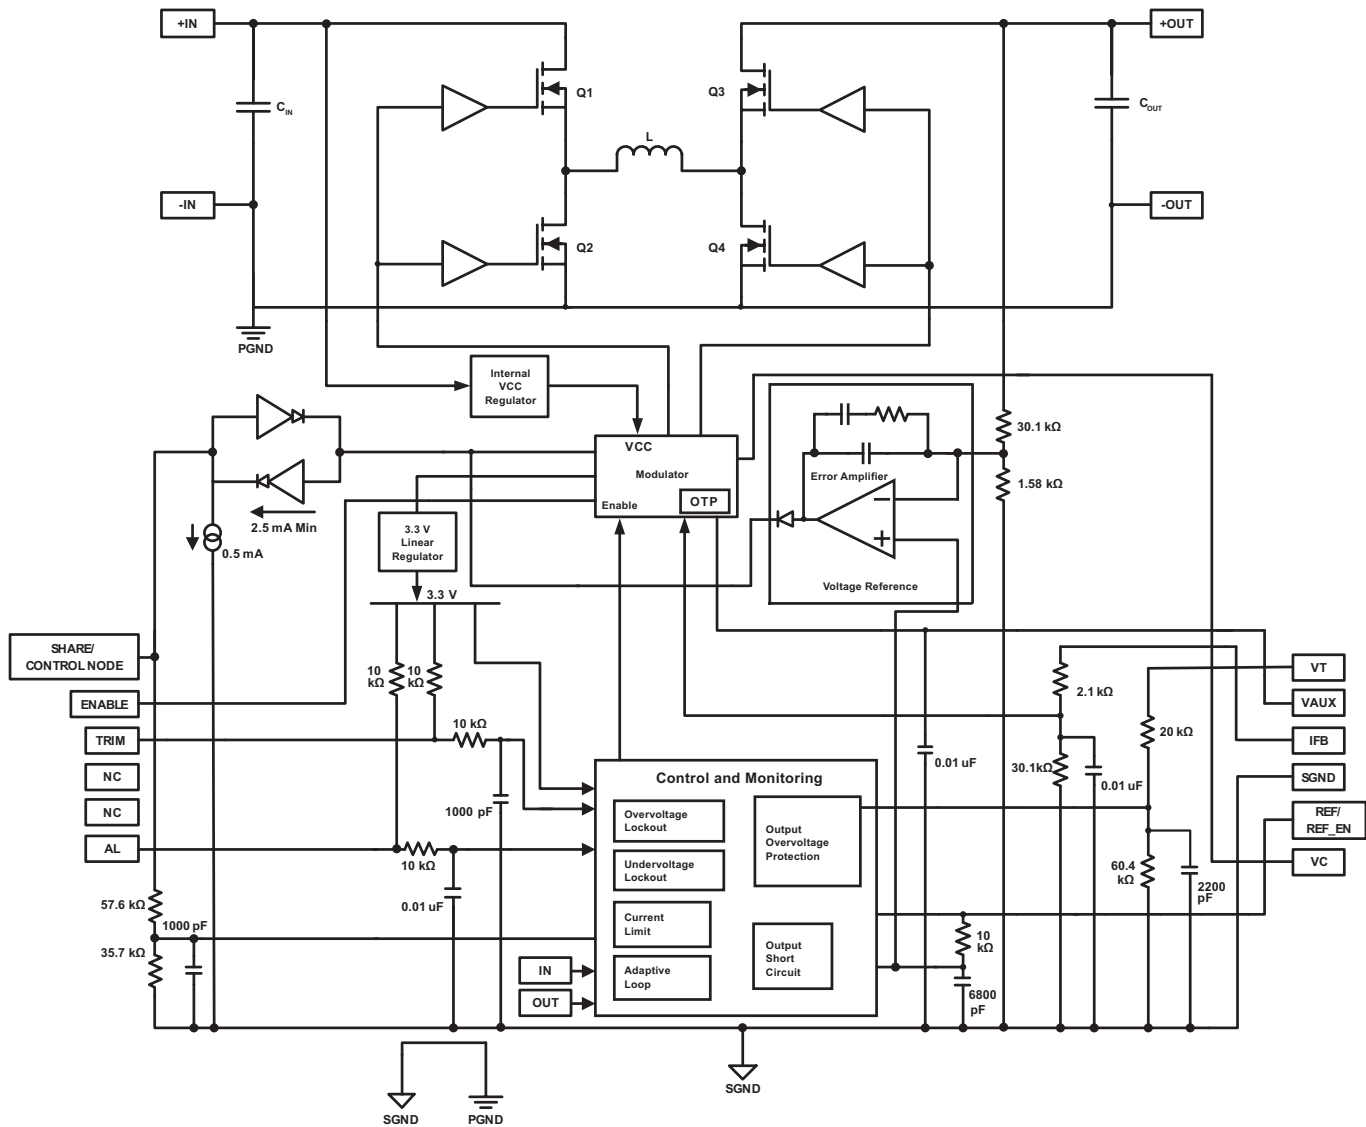 +IN
+OUT
Q1
Q3
C_IN
C_OUT
L
-IN
-OUT
Q2
Q4
PGND
Internal
VCC
Regulator
VCC
Modulator
Enable
OTP
Error Amplifier
30.1 kΩ
1.58 kΩ
2.5 mA Min
0.5 mA
3.3 V
Linear
Regulator
Voltage Reference
3.3 V
SHARE/
CONTROL NODE
ENABLE
TRIM
NC
NC
AL
10
kΩ
10
kΩ
10 kΩ
1000 pF
10 kΩ
0.01 uF
57.6 kΩ
1000 pF
35.7 kΩ
Control and Monitoring
Overvoltage
Lockout
Undervoltage
Lockout
Current
Limit
Adaptive
Loop
Output
Overvoltage
Protection
Output
Short
Circuit
IN
OUT
0.01 uF
2.1 kΩ
30.1kΩ
0.01 uF
20 kΩ
60.4
kΩ
2200
pF
10
kΩ
6800
pF
VT
VAUX
IFB
SGND
REF/
REF_EN
VC
SGND
SGND
PGND